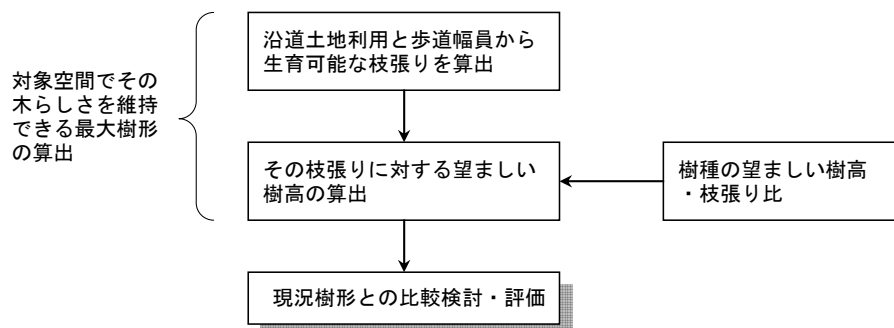 沿道土地利用と歩道幅員から
生育可能な枝張りを算出
対象空間でその
木らしさを維持
できる最大樹形
の算出
その枝張りに対する望ましい
樹高の算出
樹種の望ましい樹高
・枝張り比
現況樹形との比較検討・評価